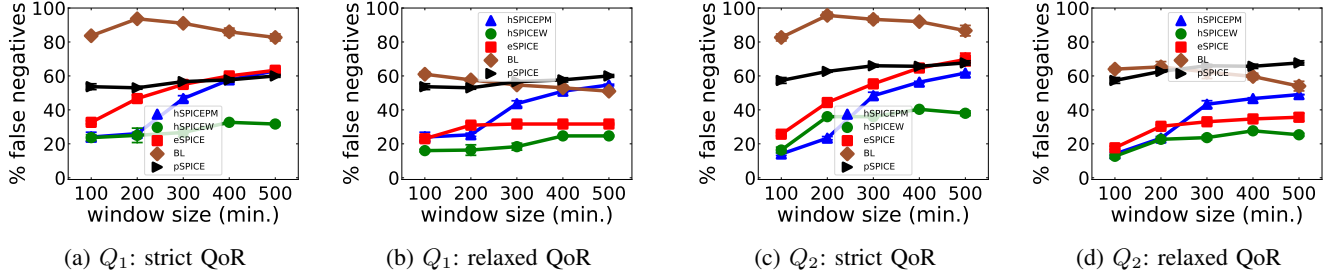 % false negatives
100
80
60
40
20
0
hSPICEPM
hSPICEW
eSPICE
BL
pSPICE
100 200 300 400 500
window size (min.)
(a) Q1: strict QoR
% false negatives
100
80
60
40
20
0
hSPICEPM
hSPICEW
eSPICE
BL
pSPICE
100 200 300 400 500
window size (min.)
(b) Q1: relaxed QoR
% false negatives
100
80
60
40
20
0
hSPICEPM
hSPICEW
eSPICE
BL
pSPICE
100 200 300 400 500
window size (min.)
(c) Q2: strict QoR
% false negatives
100
80
60
40
20
0
hSPICEPM
hSPICEW
eSPICE
BL
pSPICE
100 200 300 400 500
window size (min.)
(d) Q2: relaxed QoR